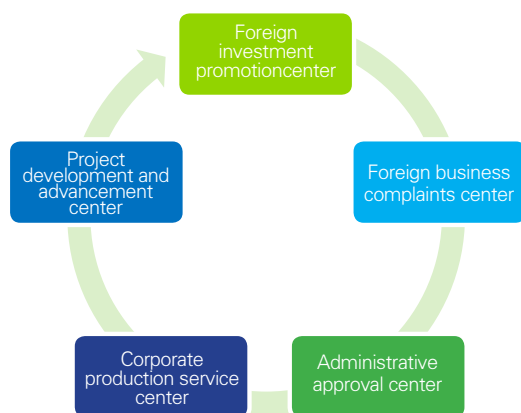 Foreign
investment
promotioncenter
Foreign business
complaints center
Administrative
approval center
Corporate
production service
center
Project
development and
advancement
center